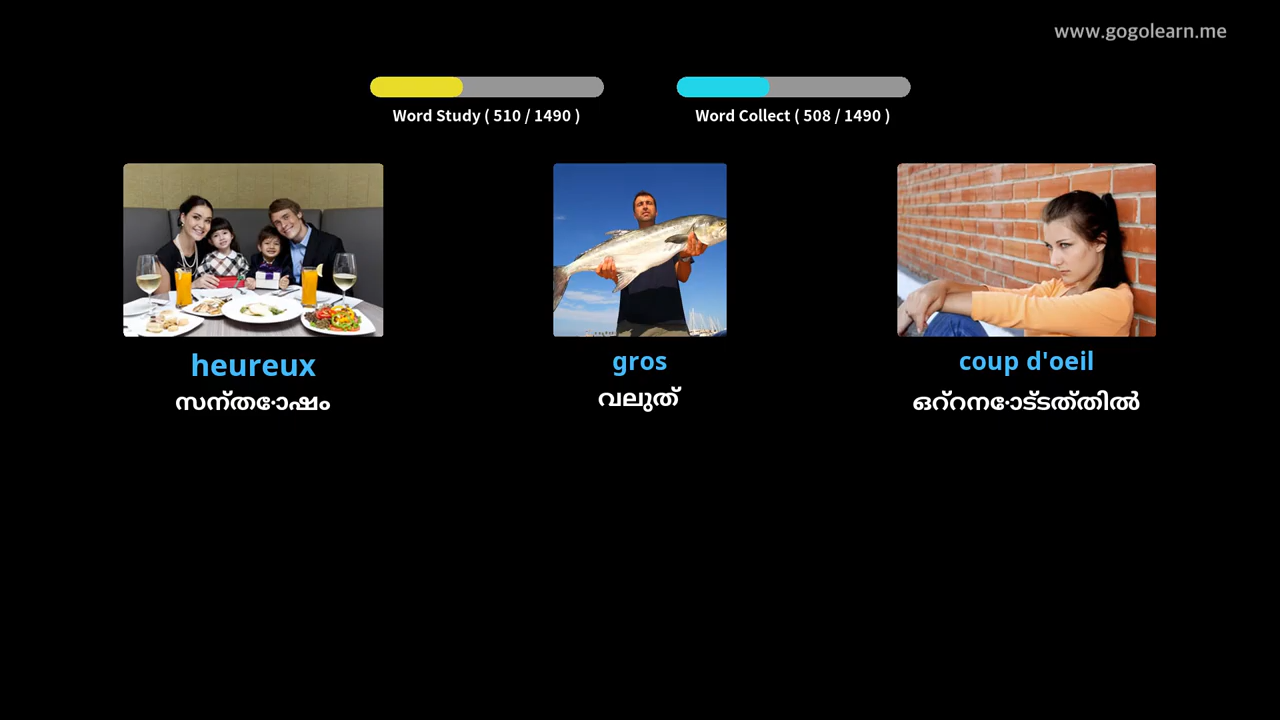 www.gogolearn.me
Word Study ( 510 / 1490 )
Word Collect ( 508 / 1490 )
heureux
gros
coup d'oeil
സന്തോഷം
വലുത്
ഒറ്റനോട്ടത്തിൽ